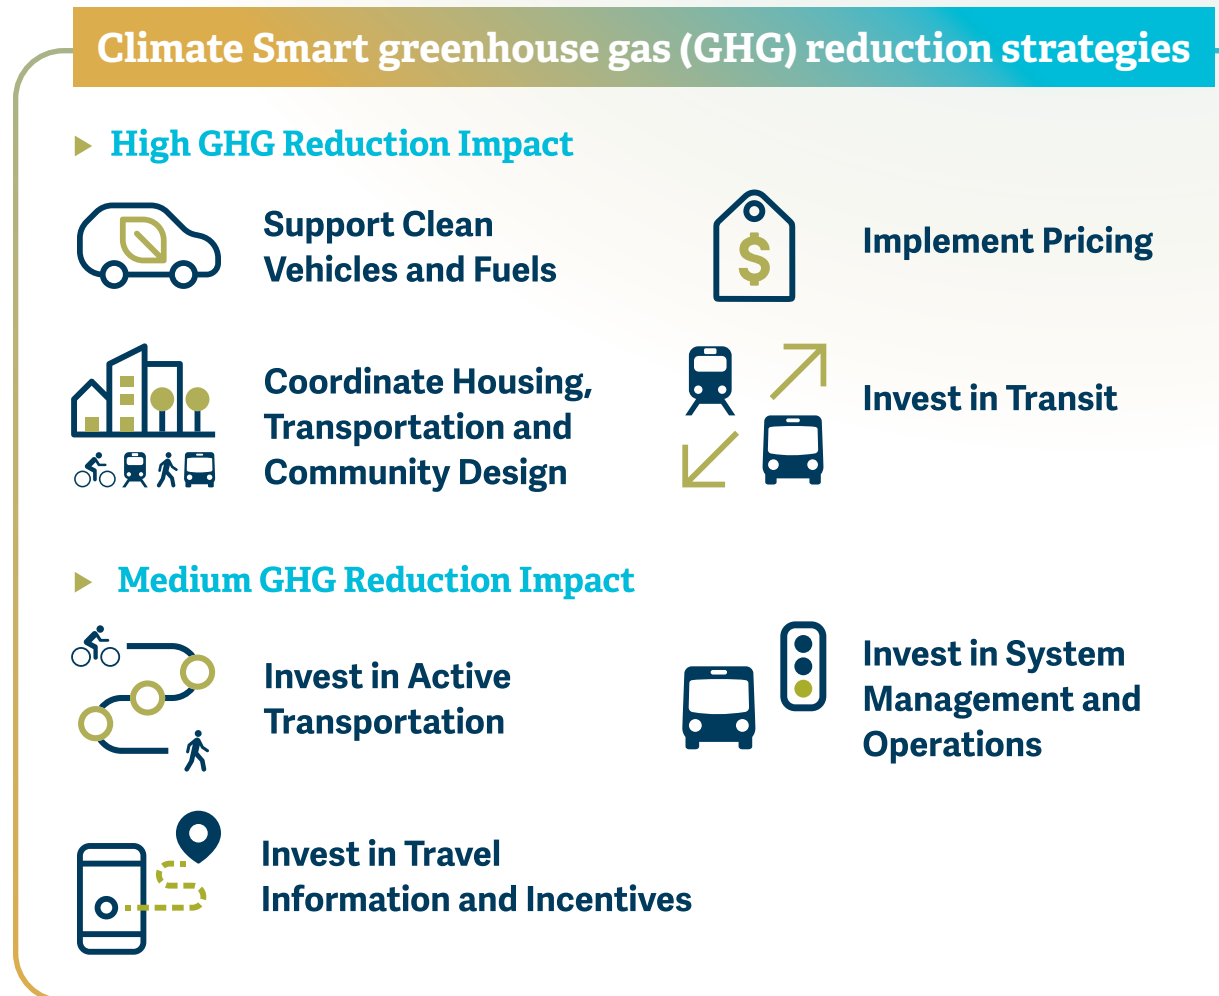 Climate Smart greenhouse gas (GHG) reduction strategies
High GHG Reduction Impact
Support Clean
Vehicles and Fuels
$
Implement Pricing
Coordinate Housing,
Transportation and
Community Design
Invest in Transit
Medium GHG Reduction Impact
Invest in Active
Transportation
Invest in System
Management and
Operations
Invest in Travel
Information and Incentives